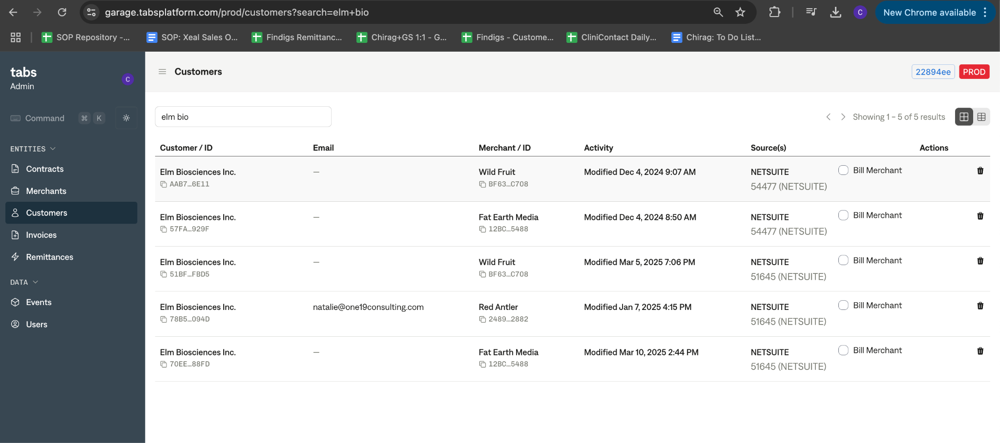 garage.tabsplatform.com/prod/customers?search=elm+bio
C
New Chrome available
SOP Repository -...
SOP: Xeal Sales O...
Findigs Remittanc...
Chirag+GS 1:1 - G...
Findigs - Custome...
CliniContact Daily...
Chirag: To Do List...
tabs
Admin
C
Command
⌘ K
ENTITIES
Contracts
Merchants
Customers
Invoices
Remittances
DATA
Events
Users
Customers
22894ee
PROD
elm bio
Showing 1 – 5 of 5 results
Customer / ID Email Merchant / ID Activity Source(s) Actions
Elm Biosciences Inc. — Wild Fruit Modified Dec 4, 2024 9:07 AM NETSUITE Bill Merchant
AAB7…6E11 BF63…C708 54477 (NETSUITE)
Elm Biosciences Inc. — Fat Earth Media Modified Dec 4, 2024 8:50 AM NETSUITE Bill Merchant
57FA…929F 12BC…5488 54477 (NETSUITE)
Elm Biosciences Inc. — Wild Fruit Modified Mar 5, 2025 7:06 PM NETSUITE Bill Merchant
51BF…FBD5 BF63…C708 51645 (NETSUITE)
Elm Biosciences Inc. natalie@one19consulting.com Red Antler Modified Jan 7, 2025 4:15 PM NETSUITE Bill Merchant
78B5…094D 2489…2882 51645 (NETSUITE)
Elm Biosciences Inc. — Fat Earth Media Modified Mar 10, 2025 2:44 PM NETSUITE Bill Merchant
70EE…88FD 12BC…5488 51645 (NETSUITE)